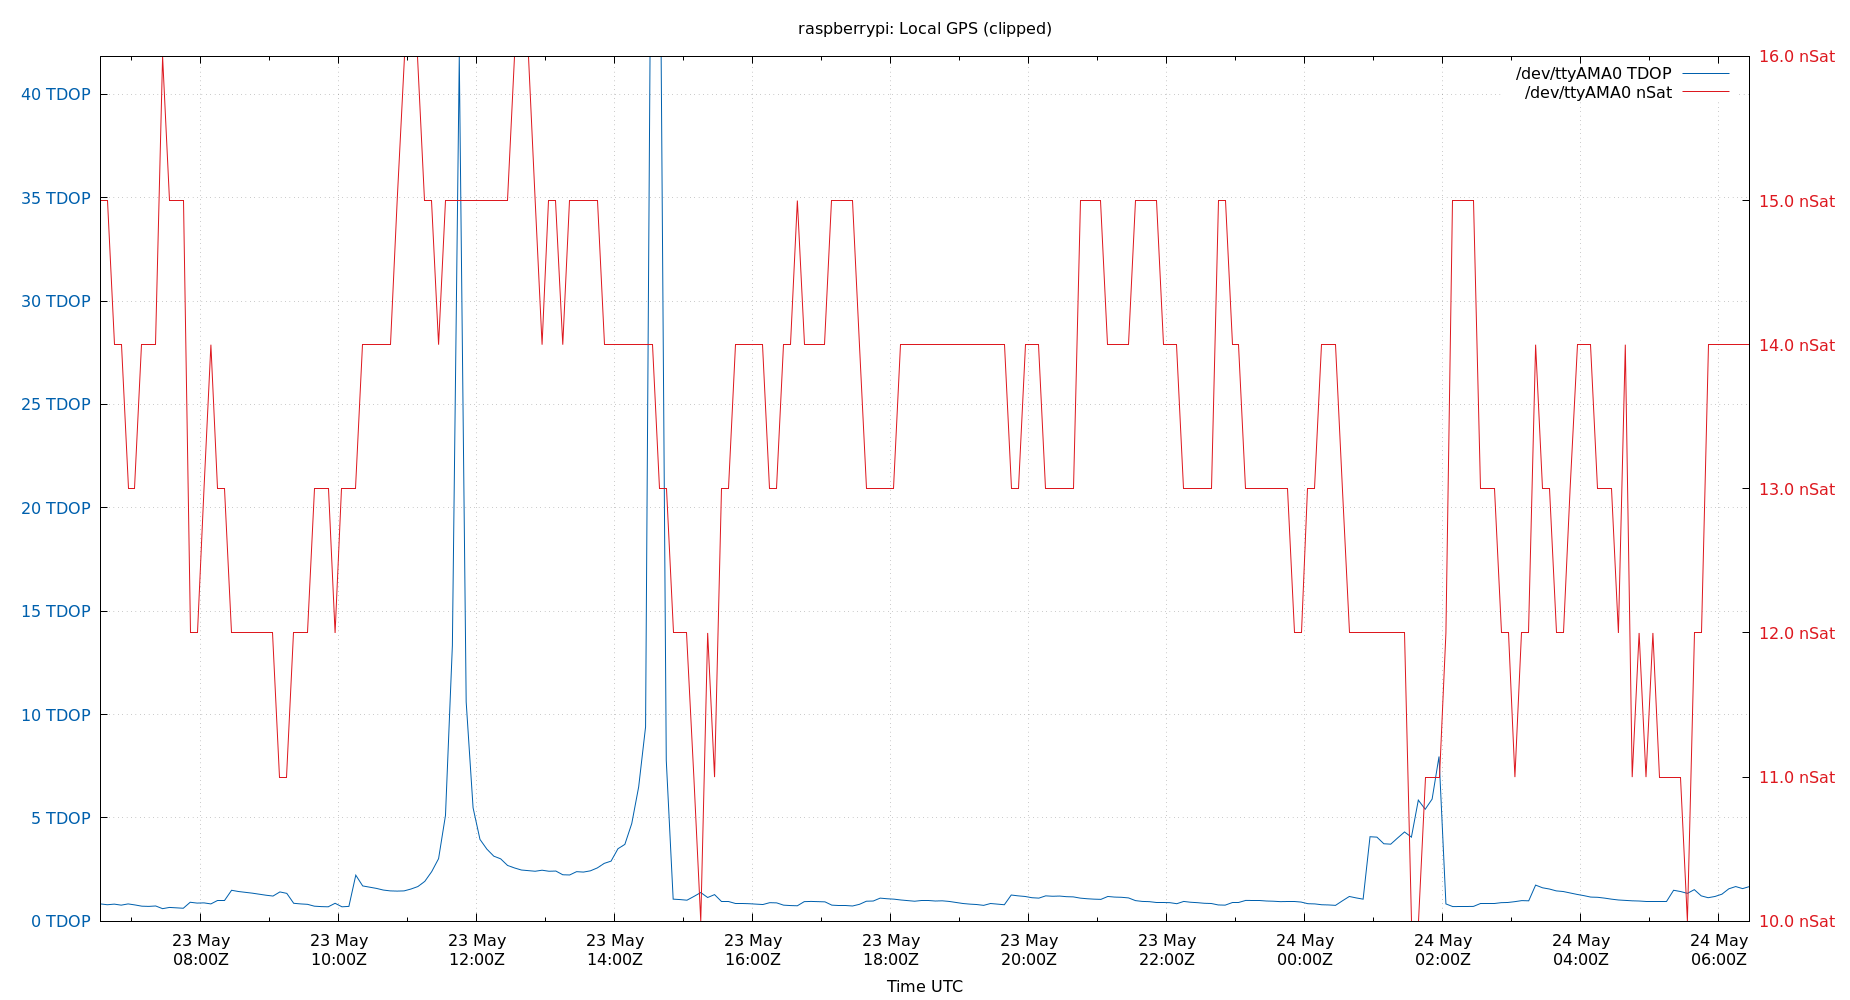 raspberrypi: Local GPS (clipped)
/dev/ttyAMA0 TDOP
/dev/ttyAMA0 nSat
40 TDOP
35 TDOP
30 TDOP
25 TDOP
20 TDOP
15 TDOP
10 TDOP
5 TDOP
0 TDOP
16.0 nSat
15.0 nSat
14.0 nSat
13.0 nSat
12.0 nSat
11.0 nSat
10.0 nSat
23 May
08:00Z
23 May
10:00Z
23 May
12:00Z
23 May
14:00Z
23 May
16:00Z
23 May
18:00Z
23 May
20:00Z
23 May
22:00Z
24 May
00:00Z
24 May
02:00Z
24 May
04:00Z
24 May
06:00Z
Time UTC